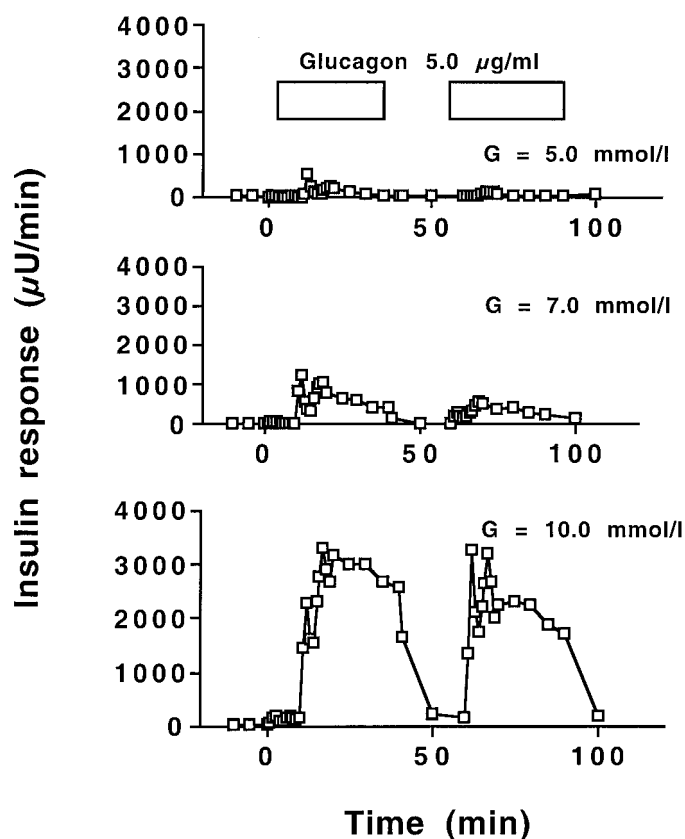 Insulin response (μU/min)
4000
3000
2000
1000
0
Glucagon 5.0 μg/ml
G = 5.0 mmol/l
0 50 100
4000
3000
2000
1000
0
G = 7.0 mmol/l
0 50 100
4000
3000
2000
1000
0
G = 10.0 mmol/l
0 50 100
Time (min)